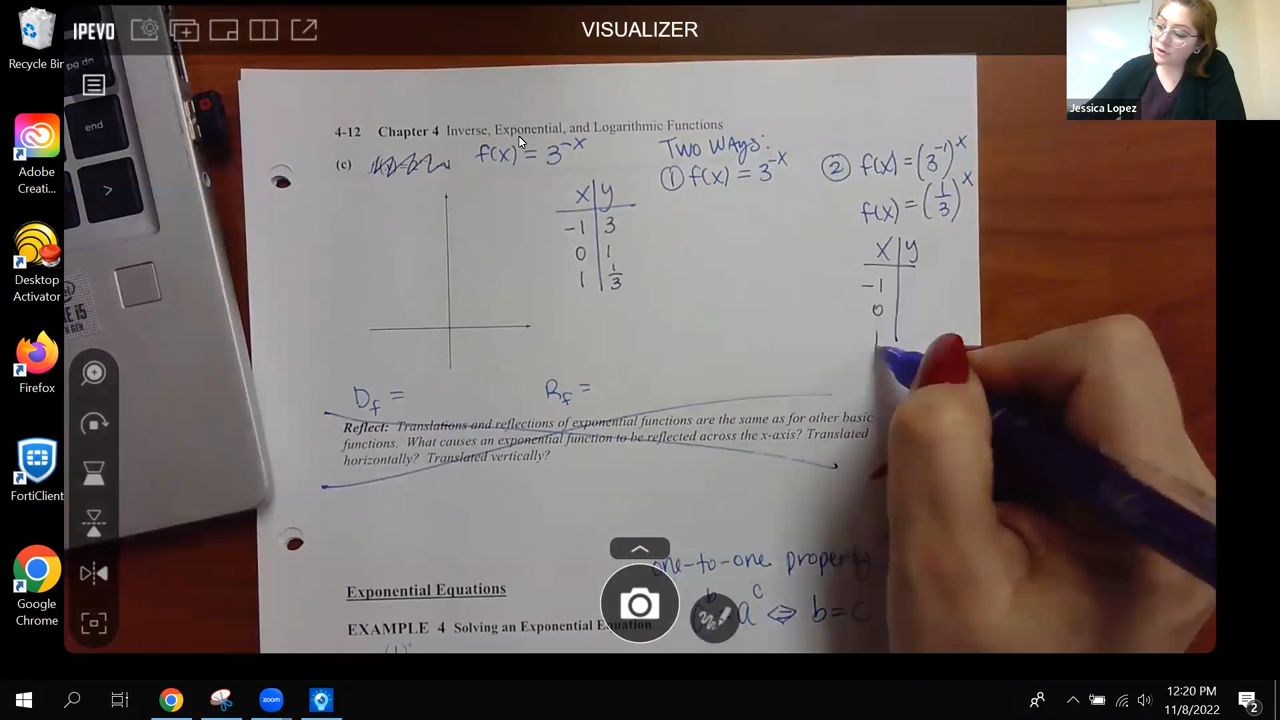 Recycle Bin
Adobe
Creati...
Desktop
Activator
Firefox
FortiClient
Google
Chrome
IPEVO
VISUALIZER
Jessica Lopez
pg dn
end
4-12 Chapter 4 Inverse, Exponential, and Logarithmic Functions
(c) f(x) = 3^-x
x | y
-1 | 3
0 | 1
1 | 1/3
Two Ways:
① f(x) = 3^-x
② f(x) = (3^-1)^x
f(x) = (1/3)^x
x | y
-1
0
D_f =
R_f =
Reflect: Translations and reflections of exponential functions are the same as for other basic
functions. What causes an exponential function to be reflected across the x-axis? Translated
horizontally? Translated vertically?
one-to-one property
a^c ⇔ b = c
Exponential Equations
EXAMPLE 4 Solving an Exponential Equation
12:20 PM
11/8/2022
2